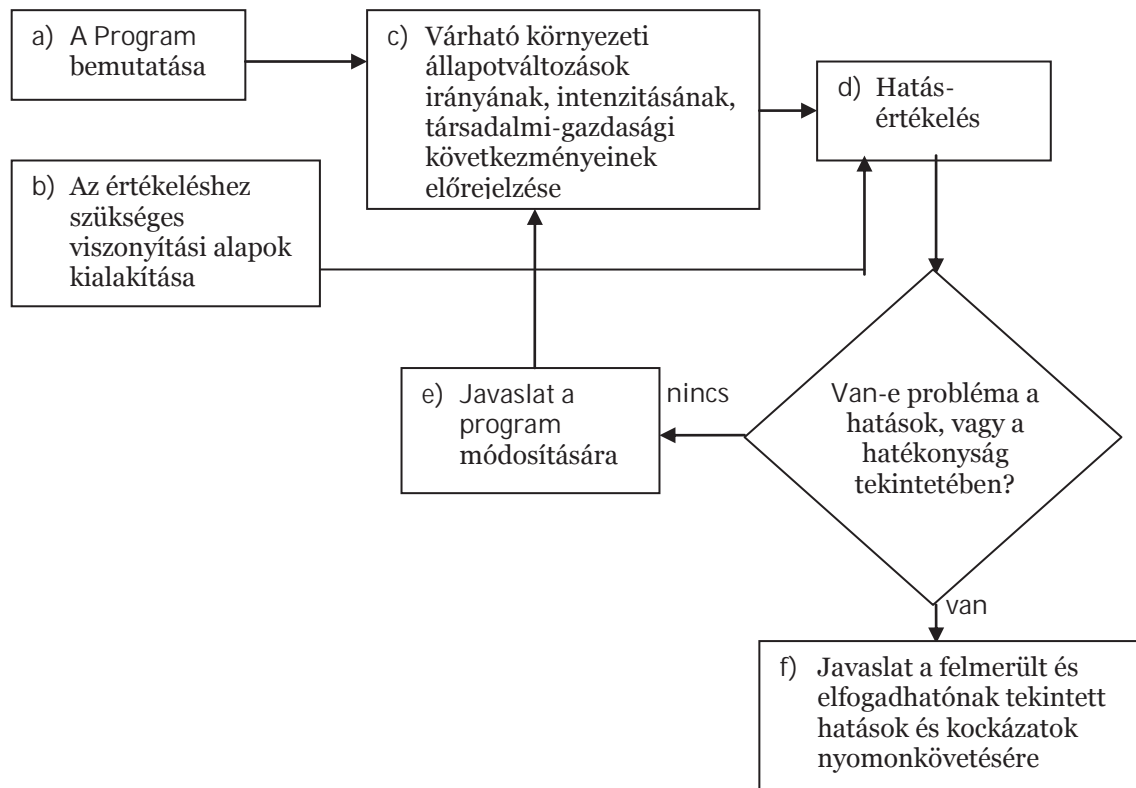 a) A Program
bemutatása
c) Várható környezeti
állapotváltozások
irányának, intenzitásának,
társadalmi-gazdasági
következményeinek
előrejelzése
d) Hatás-
értékelés
b) Az értékeléshez
szükséges
viszonyítási alapok
kialakítása
e) Javaslat a
program
módosítására
nincs
Van-e probléma a
hatások, vagy a
hatékonyság
tekintetében?
van
f) Javaslat a felmerült és
elfogadhatónak tekintett
hatások és kockázatok
nyomonkövetésére